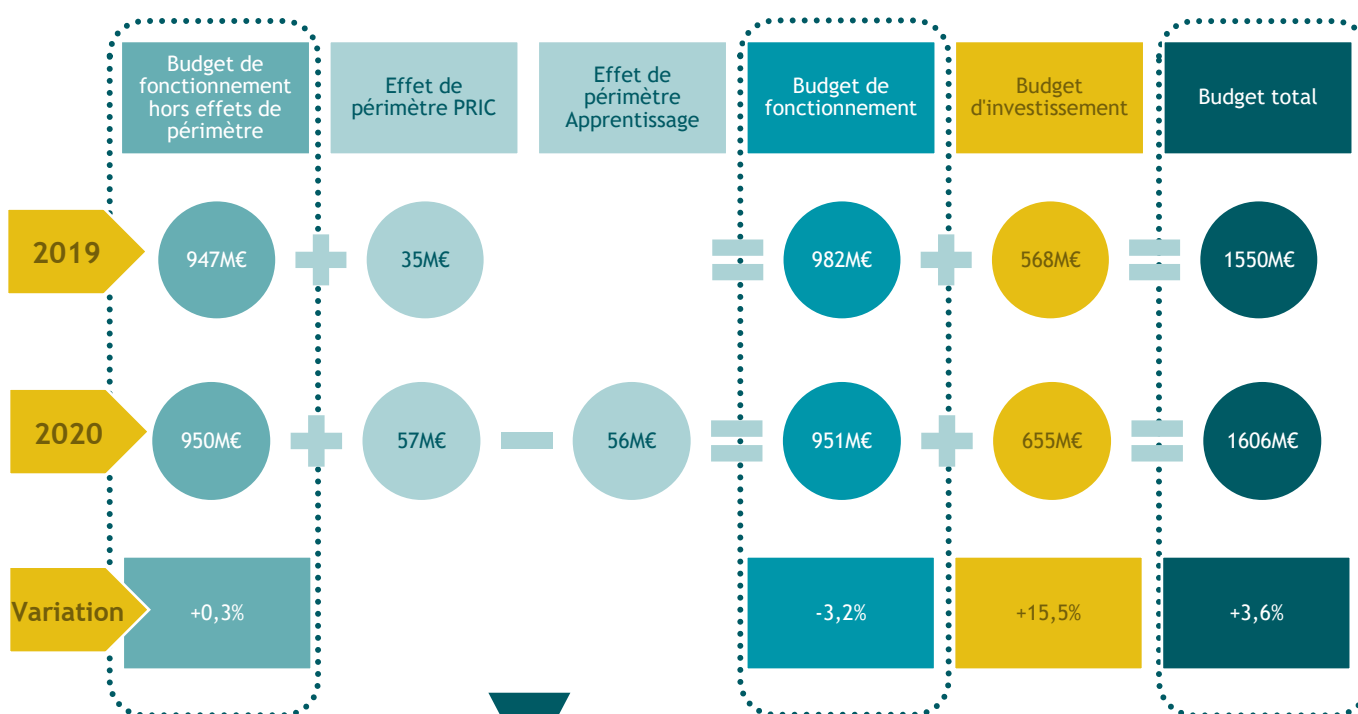 Budget de
fonctionnement
hors effets de
périmètre
Effet de
périmètre PRIC
Effet de
périmètre
Apprentissage
Budget de
fonctionnement
Budget
d'investissement
Budget total
2019
947M€
35M€
982M€
568M€
1550M€
2020
950M€
57M€
56M€
951M€
655M€
1606M€
Variation
+0,3%
-3,2%
+15,5%
+3,6%